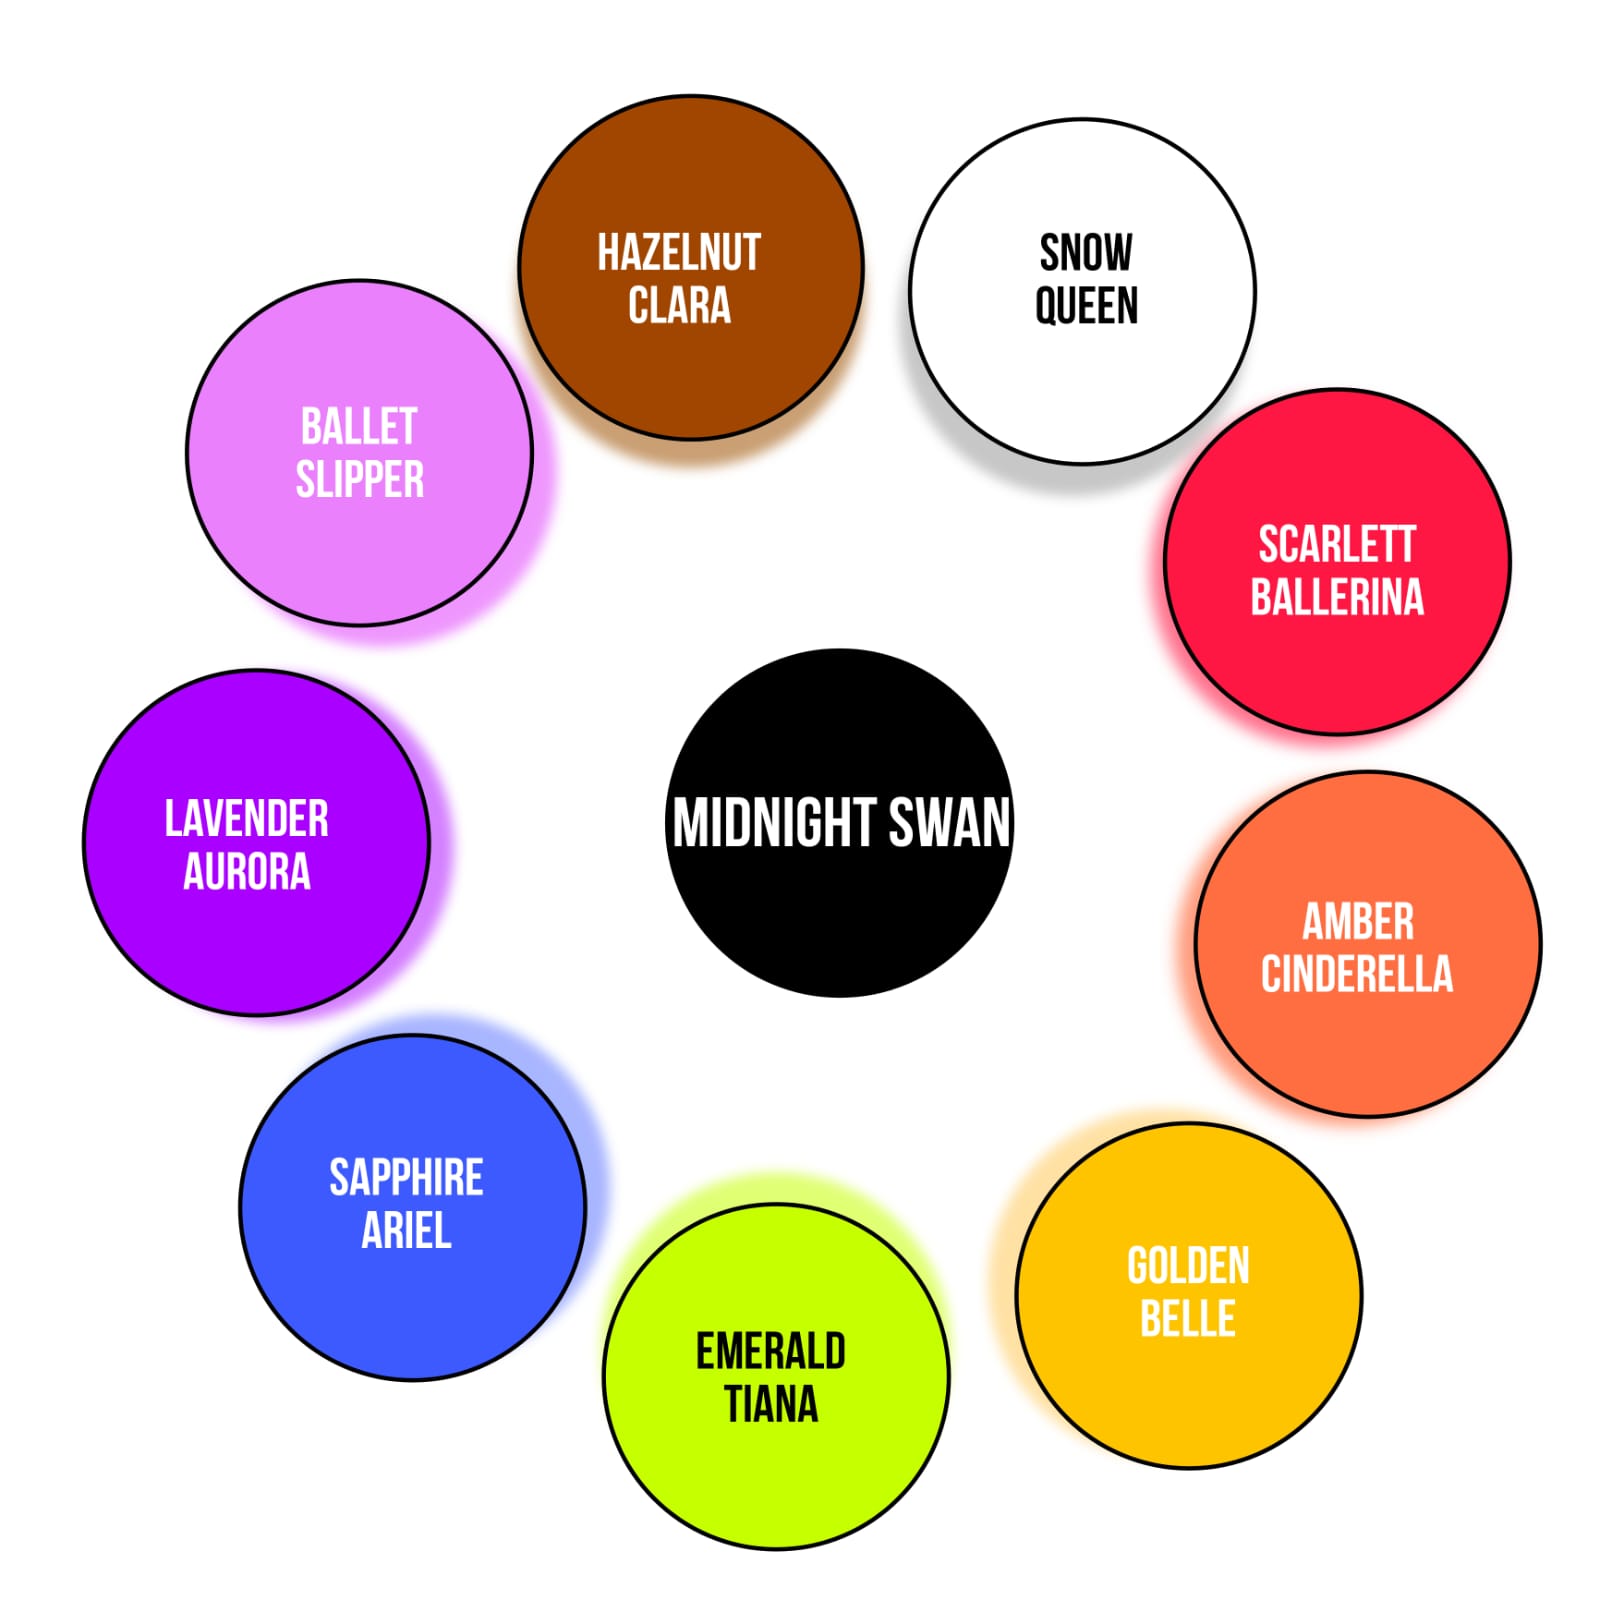 HAZELNUT
CLARA
SNOW
QUEEN
BALLET
SLIPPER
SCARLETT
BALLERINA
MIDNIGHT SWAN
LAVENDER
AURORA
AMBER
CINDERELLA
SAPPHIRE
ARIEL
GOLDEN
BELLE
EMERALD
TIANA